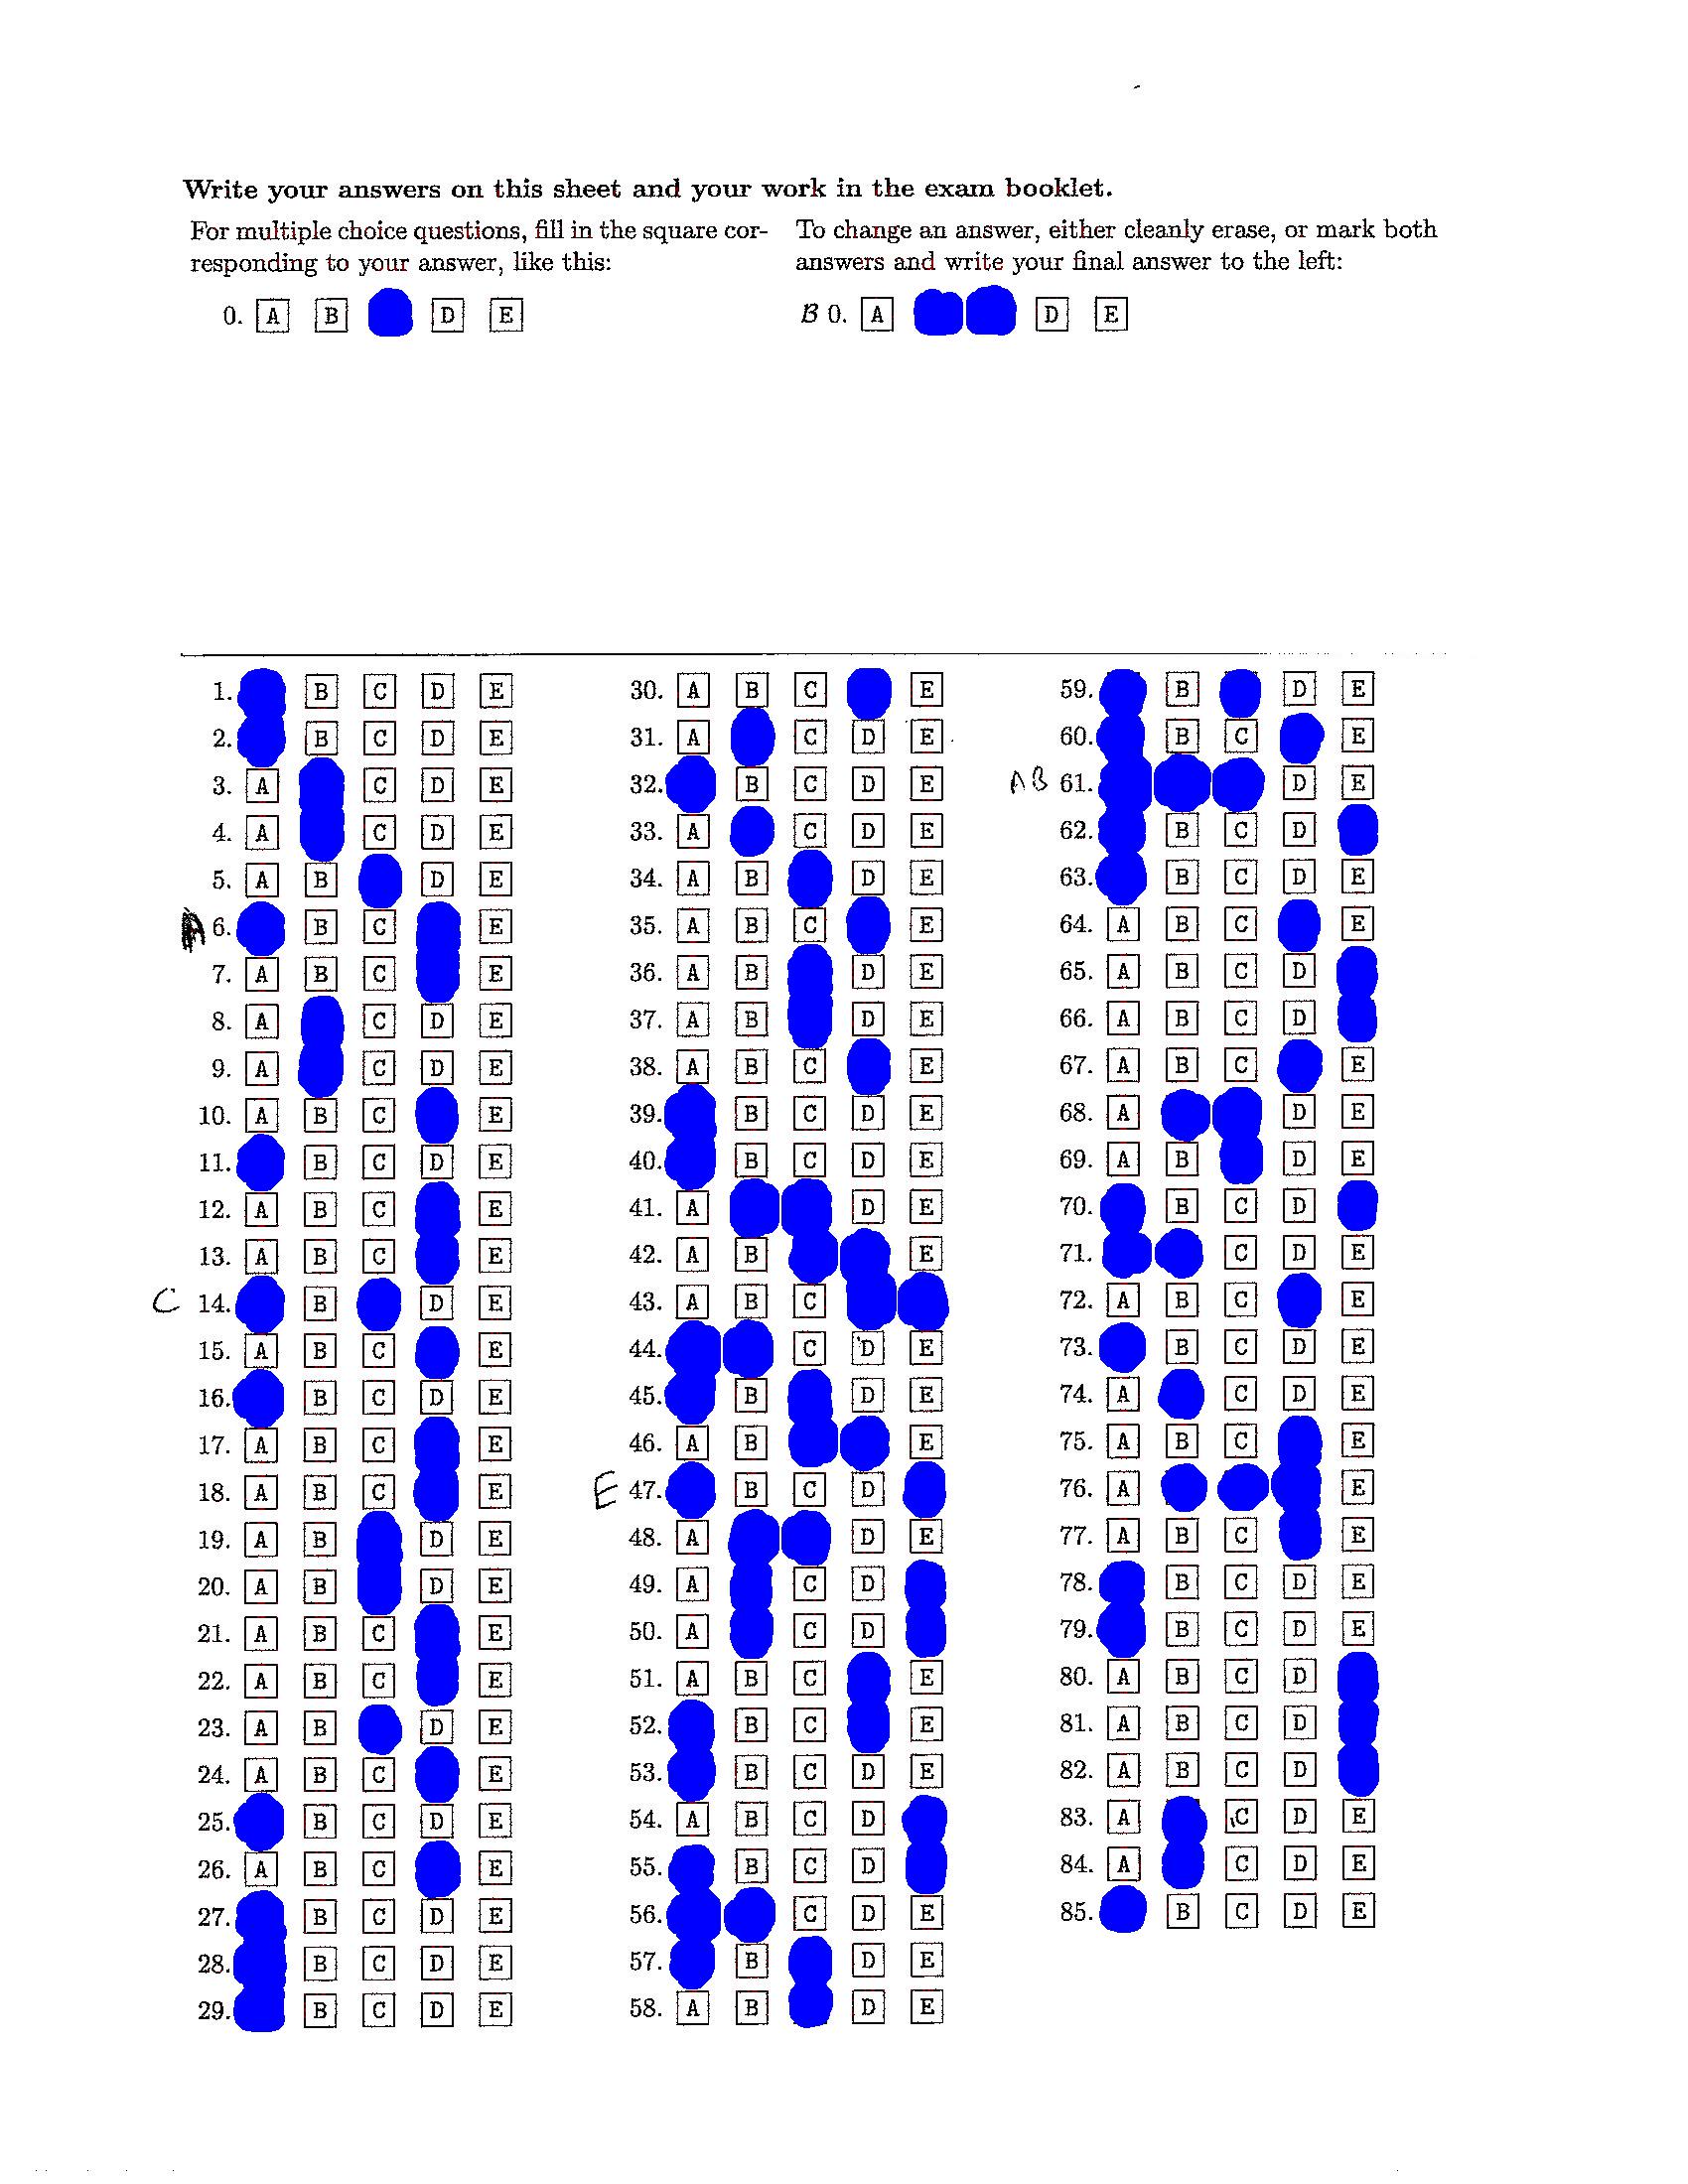 Write your answers on this sheet and your work in the exam booklet.
For multiple choice questions, fill in the square cor-
responding to your answer, like this:
0. A B D E
To change an answer, either cleanly erase, or mark both
answers and write your final answer to the left:
B 0. A D E
1. B C D E
2. B C D E
3. A C D E
4. A C D E
5. A B D E
A 6. B C E
7. A B C E
8. A C D E
9. A C D E
10. A B C E
11. B C D E
12. A B C E
13. A B C E
C 14. B D E
15. A B C E
16. B C D E
17. A B C E
18. A B C E
19. A B D E
20. A B D E
21. A B C E
22. A B C E
23. A B D E
24. A B C E
25. B C D E
26. A B C E
27. B C D E
28. B C D E
29. B C D E
30. A B C E
31. A C D E
32. B C D E
33. A C D E
34. A B D E
35. A B C E
36. A B D E
37. A B D E
38. A B C E
39. B C D E
40. B C D E
41. A D E
42. A B E
43. A B C
44. C D E
45. B D E
46. A B E
E 47. B C D
48. A D E
49. A C D
50. A C D
51. A B C E
52. B C E
53. B C D E
54. A B C D
55. B C D
56. C D E
57. B D E
58. A B D E
59. B D E
60. B C E
AB 61. D E
62. B C D
63. B C D E
64. A B C E
65. A B C D
66. A B C D
67. A B C E
68. A D E
69. A B D E
70. B C D
71. C D E
72. A B C E
73. B C D E
74. A C D E
75. A B C E
76. A E
77. A B C E
78. B C D E
79. B C D E
80. A B C D
81. A B C D
82. A B C D
83. A C D E
84. A C D E
85. B C D E